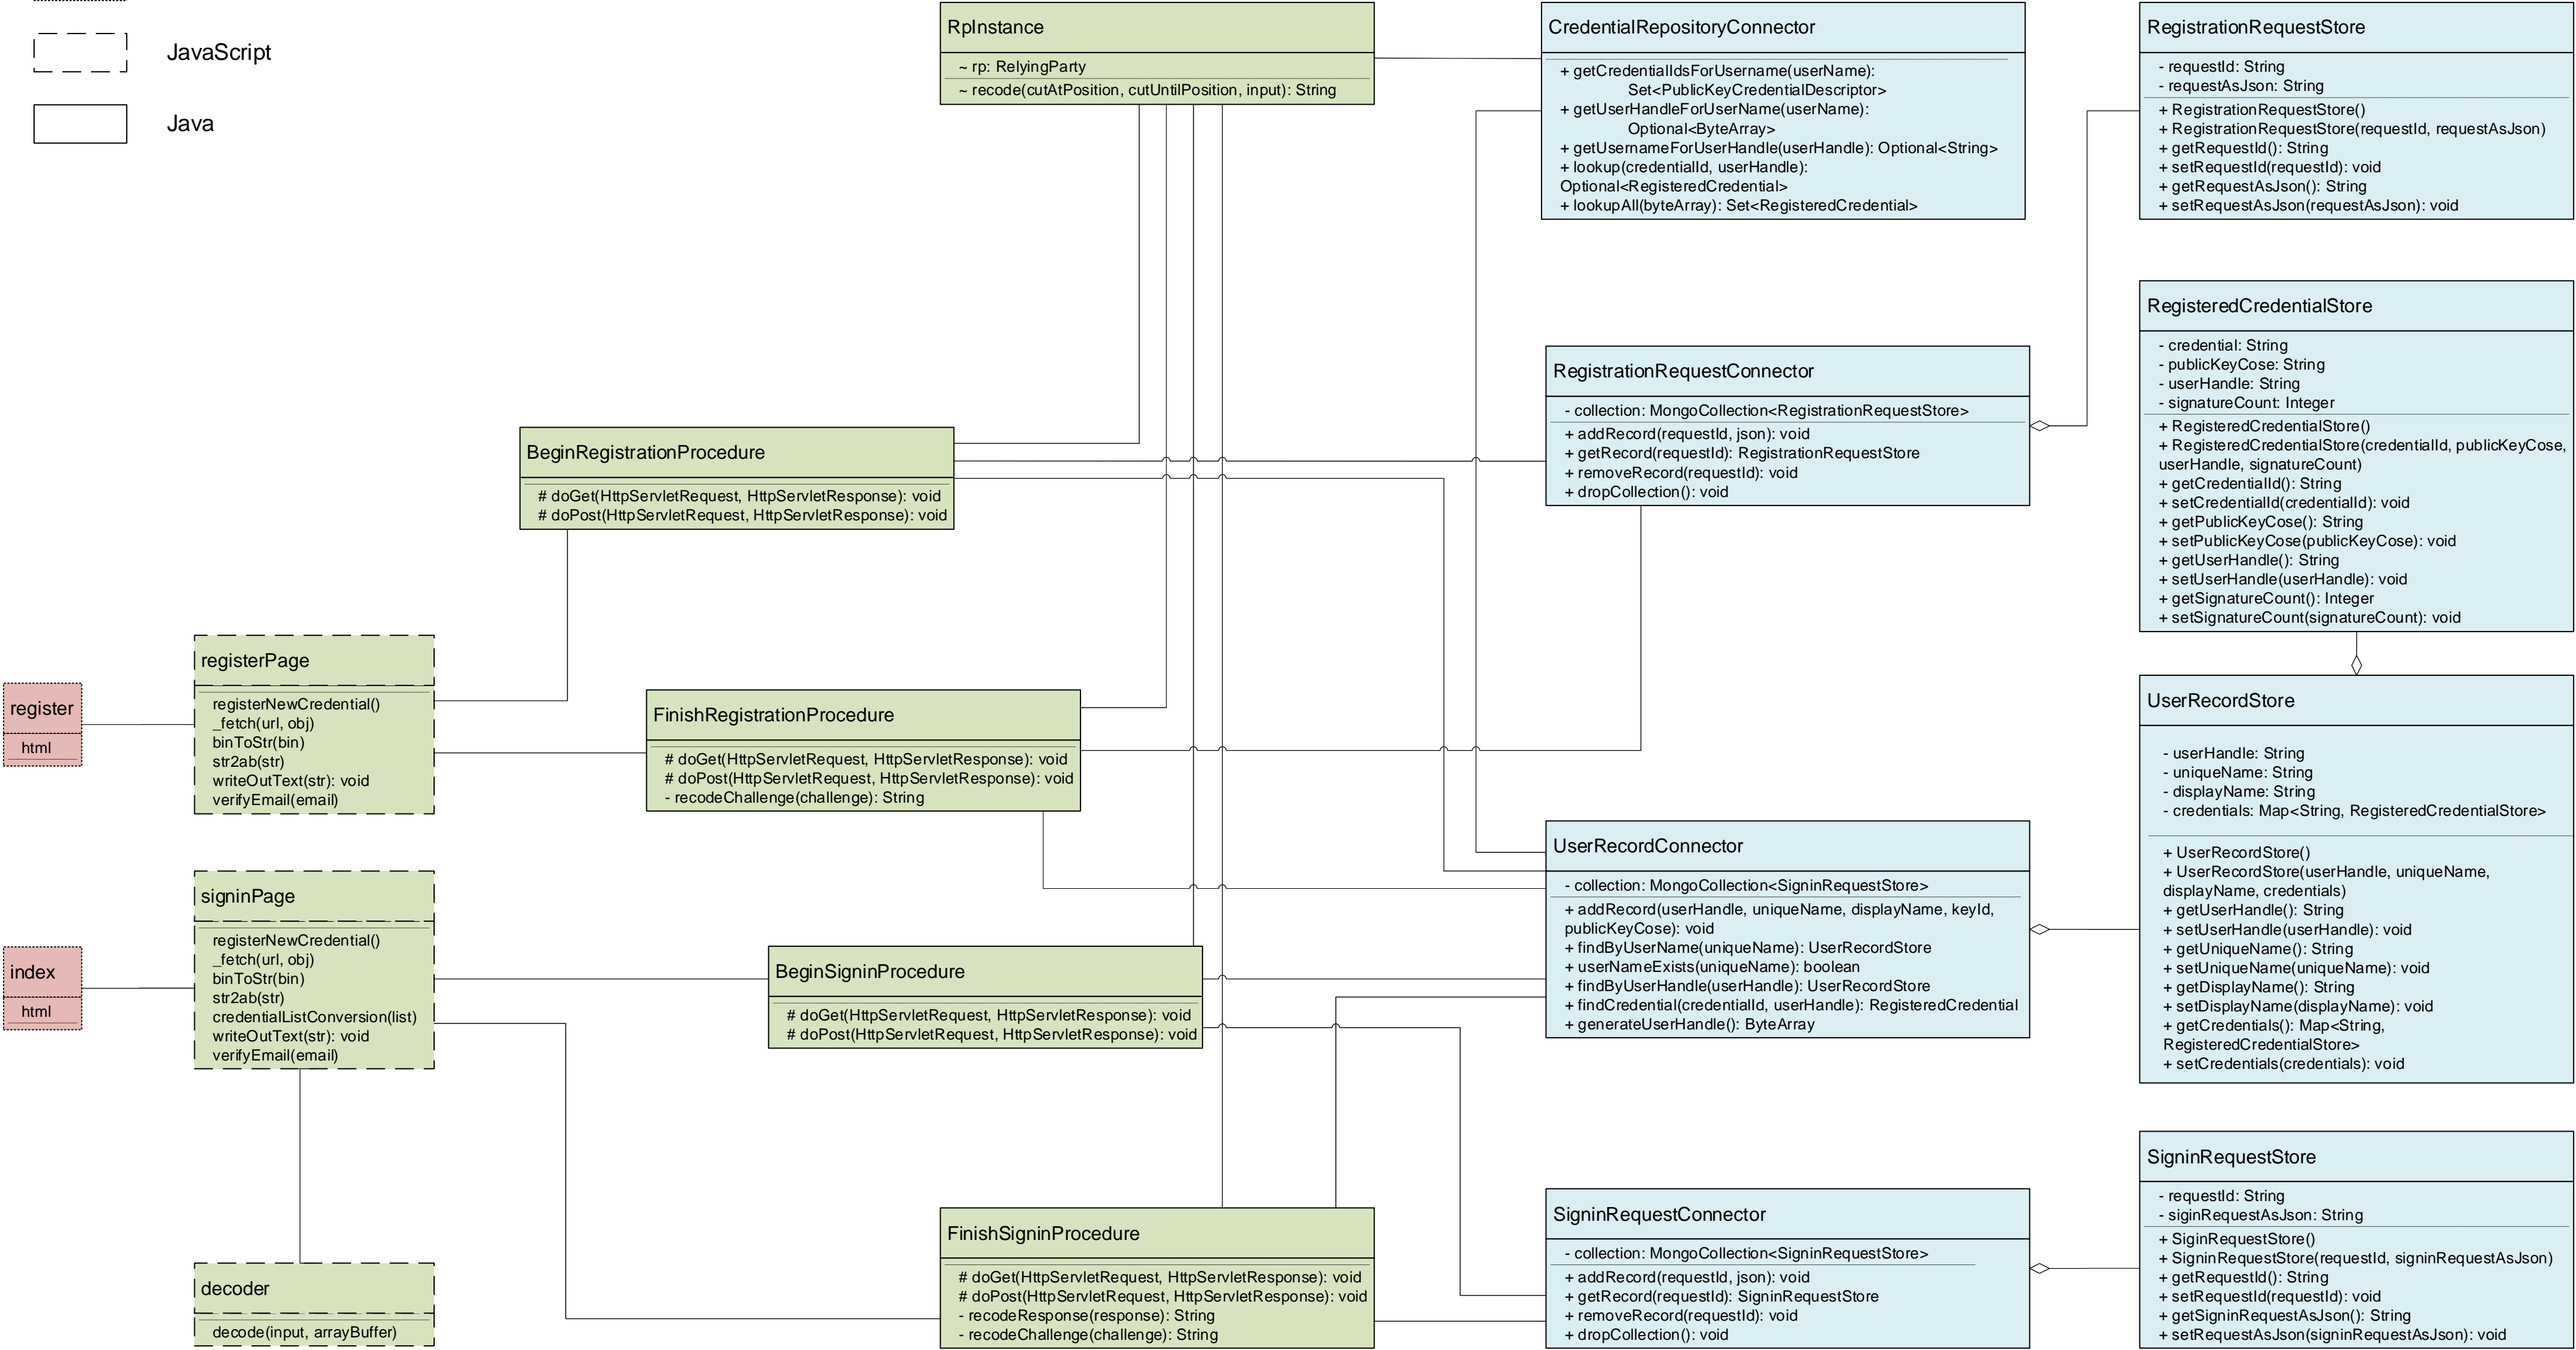 JavaScript
Java
RpInstance
~ rp: RelyingParty
~ recode(cutAtPosition, cutUntilPosition, input): String
CredentialRepositoryConnector
+ getCredentialIdsForUsername(userName):
Set<PublicKeyCredentialDescriptor>
+ getUserHandleForUserName(userName):
Optional<ByteArray>
+ getUsernameForUserHandle(userHandle): Optional<String>
+ lookup(credentialId, userHandle):
Optional<RegisteredCredential>
+ lookupAll(byteArray): Set<RegisteredCredential>
RegistrationRequestStore
- requestId: String
- requestAsJson: String
+ RegistrationRequestStore()
+ RegistrationRequestStore(requestId, requestAsJson)
+ getRequestId(): String
+ setRequestId(requestId): void
+ getRequestAsJson(): String
+ setRequestAsJson(requestAsJson): void
RegisteredCredentialStore
- credential: String
- publicKeyCose: String
- userHandle: String
- signatureCount: Integer
+ RegisteredCredentialStore()
+ RegisteredCredentialStore(credentialId, publicKeyCose,
userHandle, signatureCount)
+ getCredentialId(): String
+ setCredentialId(credentialId): void
+ getPublicKeyCose(): String
+ setPublicKeyCose(publicKeyCose): void
+ getUserHandle(): String
+ setUserHandle(userHandle): void
+ getSignatureCount(): Integer
+ setSignatureCount(signatureCount): void
RegistrationRequestConnector
- collection: MongoCollection<RegistrationRequestStore>
+ addRecord(requestId, json): void
+ getRecord(requestId): RegistrationRequestStore
+ removeRecord(requestId): void
+ dropCollection(): void
BeginRegistrationProcedure
# doGet(HttpServletRequest, HttpServletResponse): void
# doPost(HttpServletRequest, HttpServletResponse): void
registerPage
registerNewCredential()
_fetch(url, obj)
binToStr(bin)
str2ab(str)
writeOutText(str): void
verifyEmail(email)
register
html
FinishRegistrationProcedure
# doGet(HttpServletRequest, HttpServletResponse): void
# doPost(HttpServletRequest, HttpServletResponse): void
- recodeChallenge(challenge): String
UserRecordStore
- userHandle: String
- uniqueName: String
- displayName: String
- credentials: Map<String, RegisteredCredentialStore>
+ UserRecordStore()
+ UserRecordStore(userHandle, uniqueName,
displayName, credentials)
+ getUserHandle(): String
+ setUserHandle(userHandle): void
+ getUniqueName(): String
+ setUniqueName(uniqueName): void
+ getDisplayName(): String
+ setDisplayName(displayName): void
+ getCredentials(): Map<String,
RegisteredCredentialStore>
+ setCredentials(credentials): void
UserRecordConnector
- collection: MongoCollection<SigninRequestStore>
+ addRecord(userHandle, uniqueName, displayName, keyId,
publicKeyCose): void
+ findByUserName(uniqueName): UserRecordStore
+ userNameExists(uniqueName): boolean
+ findByUserHandle(userHandle): UserRecordStore
+ findCredential(credentialId, userHandle): RegisteredCredential
+ generateUserHandle(): ByteArray
signinPage
registerNewCredential()
_fetch(url, obj)
binToStr(bin)
str2ab(str)
credentialListConversion(list)
writeOutText(str): void
verifyEmail(email)
index
html
BeginSigninProcedure
# doGet(HttpServletRequest, HttpServletResponse): void
# doPost(HttpServletRequest, HttpServletResponse): void
decoder
decode(input, arrayBuffer)
FinishSigninProcedure
# doGet(HttpServletRequest, HttpServletResponse): void
# doPost(HttpServletRequest, HttpServletResponse): void
- recodeResponse(response): String
- recodeChallenge(challenge): String
SigninRequestConnector
- collection: MongoCollection<SigninRequestStore>
+ addRecord(requestId, json): void
+ getRecord(requestId): SigninRequestStore
+ removeRecord(requestId): void
+ dropCollection(): void
SigninRequestStore
- requestId: String
- siginRequestAsJson: String
+ SiginRequestStore()
+ SigninRequestStore(requestId, signinRequestAsJson)
+ getRequestId(): String
+ setRequestId(requestId): void
+ getSigninRequestAsJson(): String
+ setRequestAsJson(signinRequestAsJson): void